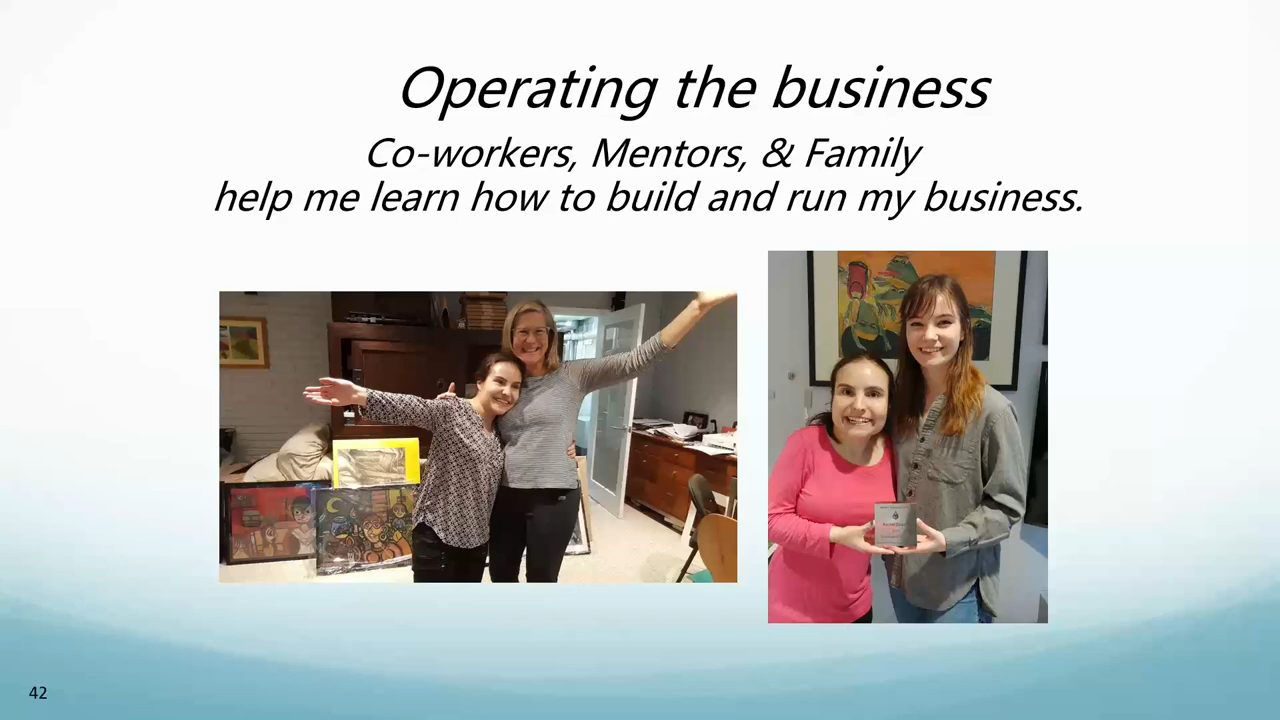 Operating the business
Co-workers, Mentors, & Family
help me learn how to build and run my business.
42